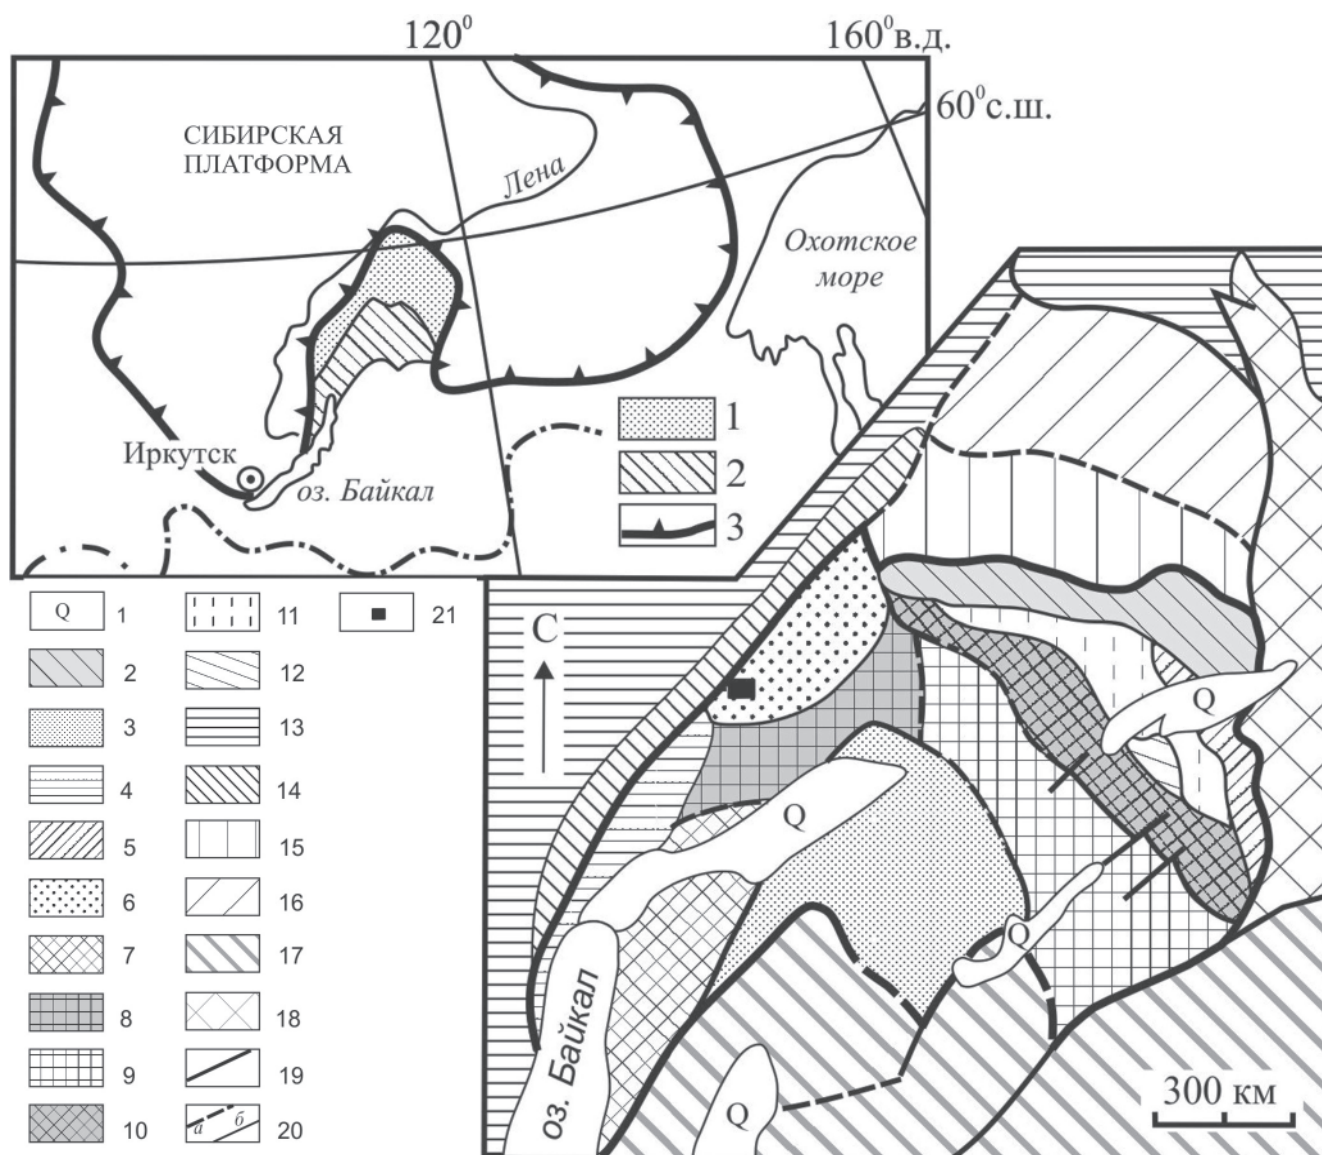 120⁰
160⁰в.д.
60⁰с.ш.
СИБИРСКАЯ
ПЛАТФОРМА
Лена
Охотское
море
Иркутск
оз. Байкал
1
2
3
Q 1
2
3
4
5
6
7
8
9
10
11
12
13
14
15
16
17
18
19
а б 20
21
С
Q
Q
Q
Q
оз. Байкал
300 км